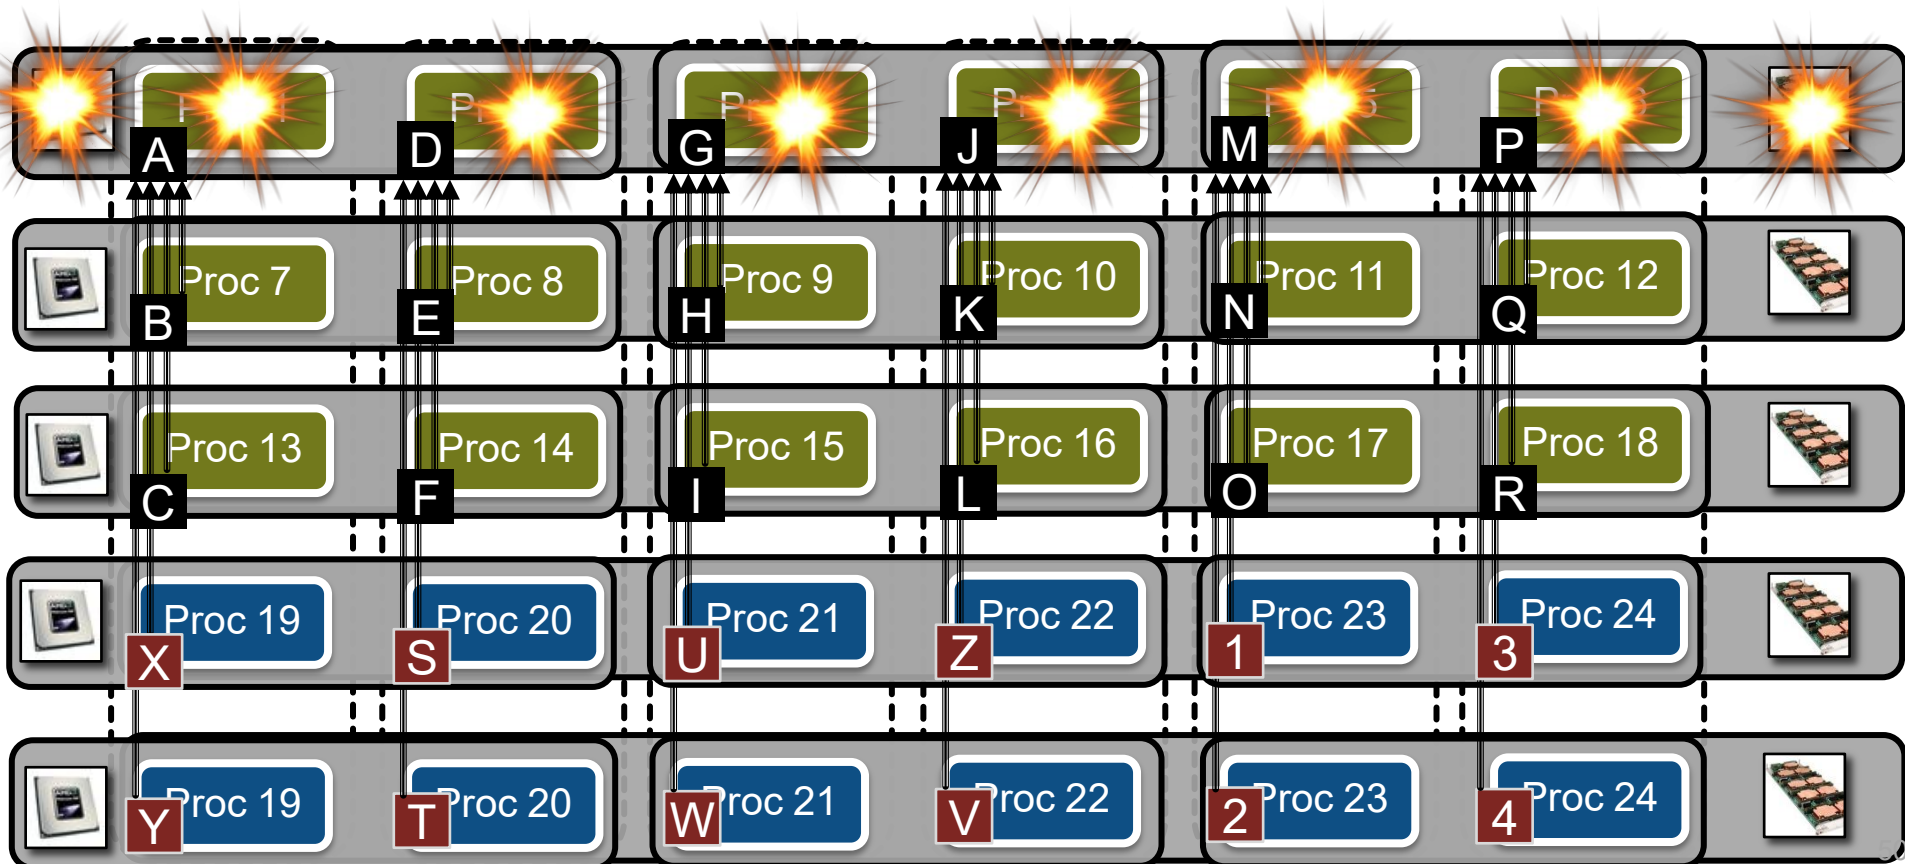 A D G J M P
Proc 7 Proc 8 Proc 9 Proc 10 Proc 11 Proc 12
B E H K N Q
Proc 13 Proc 14 Proc 15 Proc 16 Proc 17 Proc 18
C F I L O R
Proc 19 Proc 20 Proc 21 Proc 22 Proc 23 Proc 24
X S U Z 1 3
Proc 19 Proc 20 Proc 21 Proc 22 Proc 23 Proc 24
Y T W V 2 4